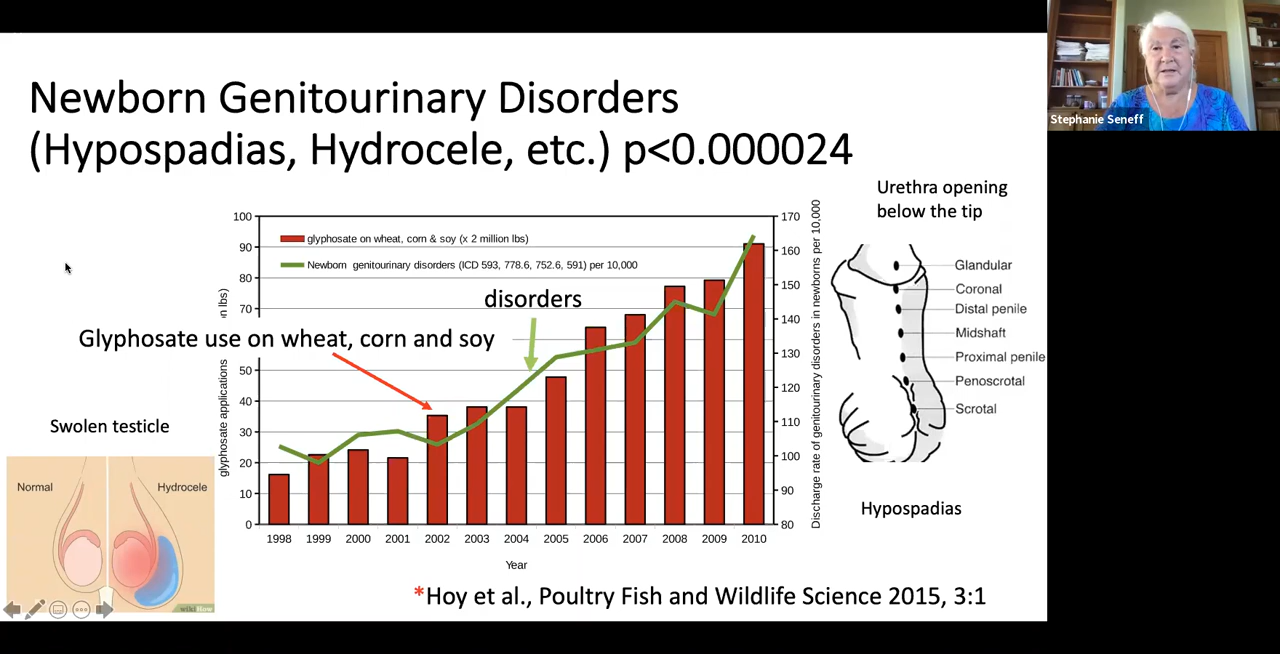 Newborn Genitourinary Disorders
(Hypospadias, Hydrocele, etc.) p<0.000024
Stephanie Seneff
Urethra opening
below the tip
glyphosate on wheat, corn & soy (x 2 million lbs)
Newborn genitourinary disorders (ICD 593, 778.6, 752.6, 591) per 10,000
disorders
Glyphosate use on wheat, corn and soy
100
90
80
70
50
40
30
20
10
0
glyphosate applications
in lbs)
170
160
150
140
130
120
110
100
90
80
Discharge rate of genitourinary disorders in newborns per 10,000
1998 1999 2000 2001 2002 2003 2004 2005 2006 2007 2008 2009 2010
Year
Glandular
Coronal
Distal penile
Midshaft
Proximal penile
Penoscrotal
Scrotal
Hypospadias
Swolen testicle
Normal
Hydrocele
wikiHow
*Hoy et al., Poultry Fish and Wildlife Science 2015, 3:1